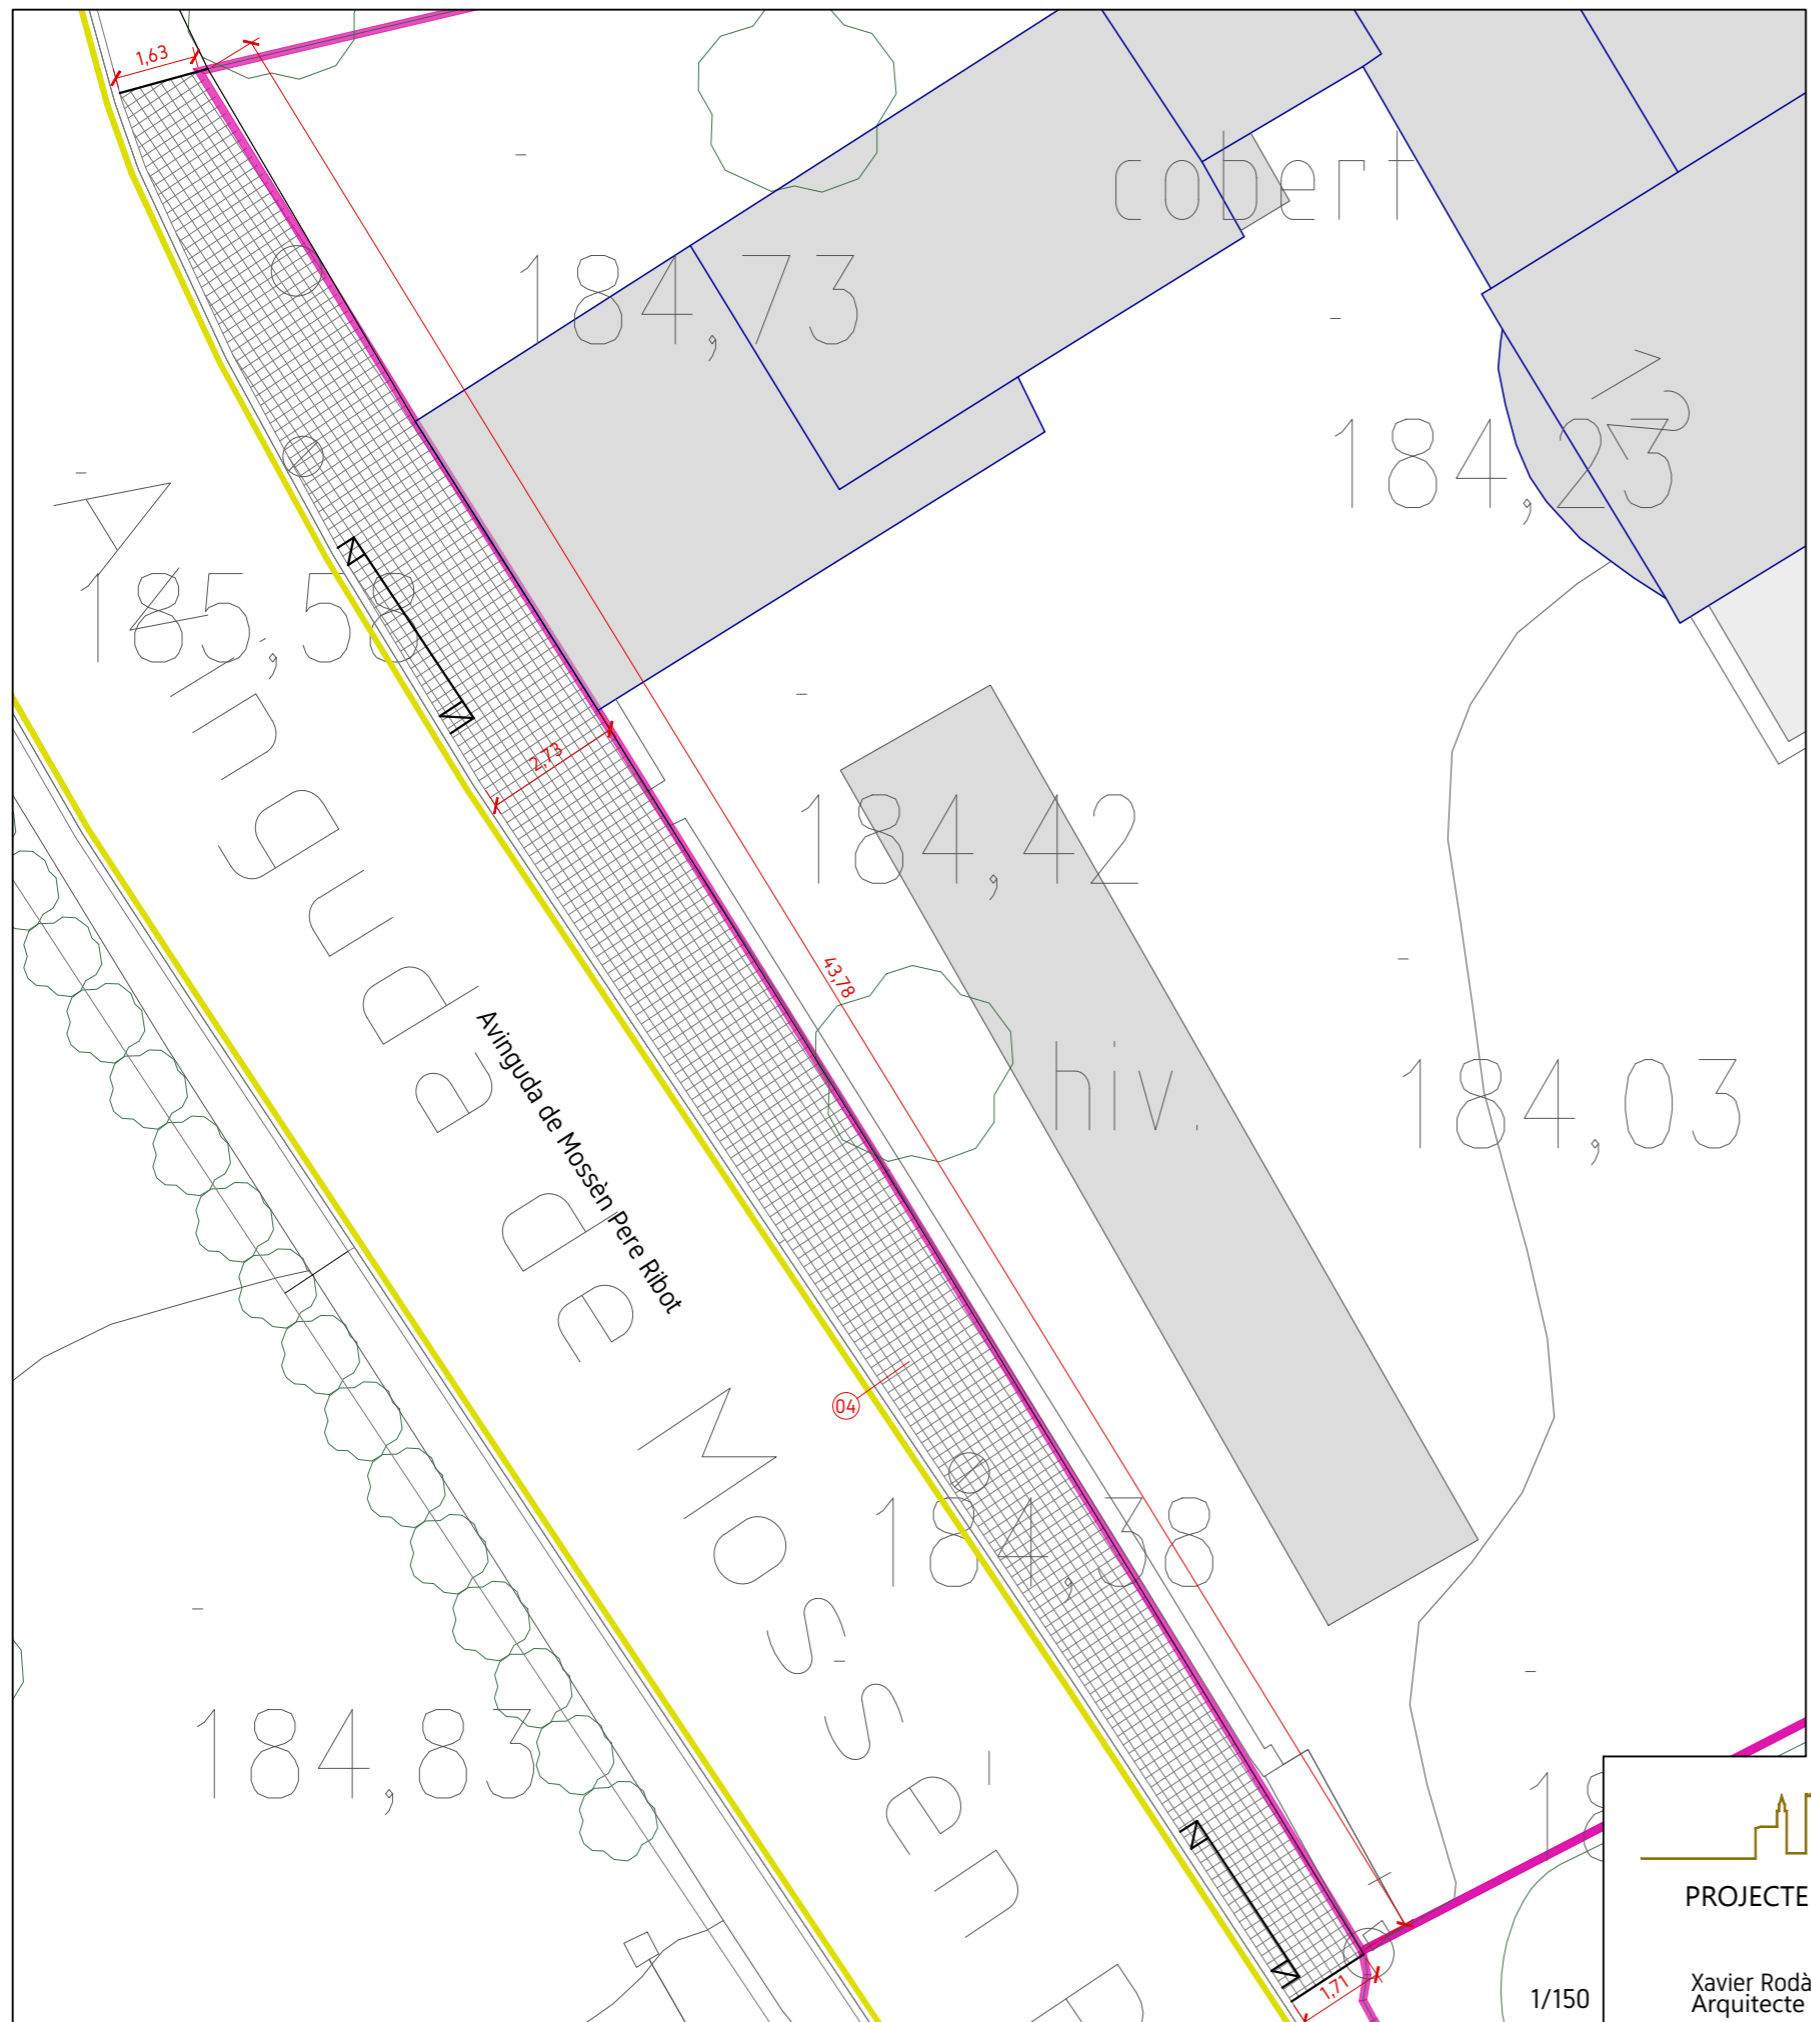 1,63
cobert
184,73
184,23
185,58
2,73
184,42
43,78
hiv.
184,03
Avinguda de Mossèn Pere Ribot
Avinguda de Mossèn
04
184,38
184,83
PROJECTE
1,71
1/150
Xavier Rodà
Arquitecte